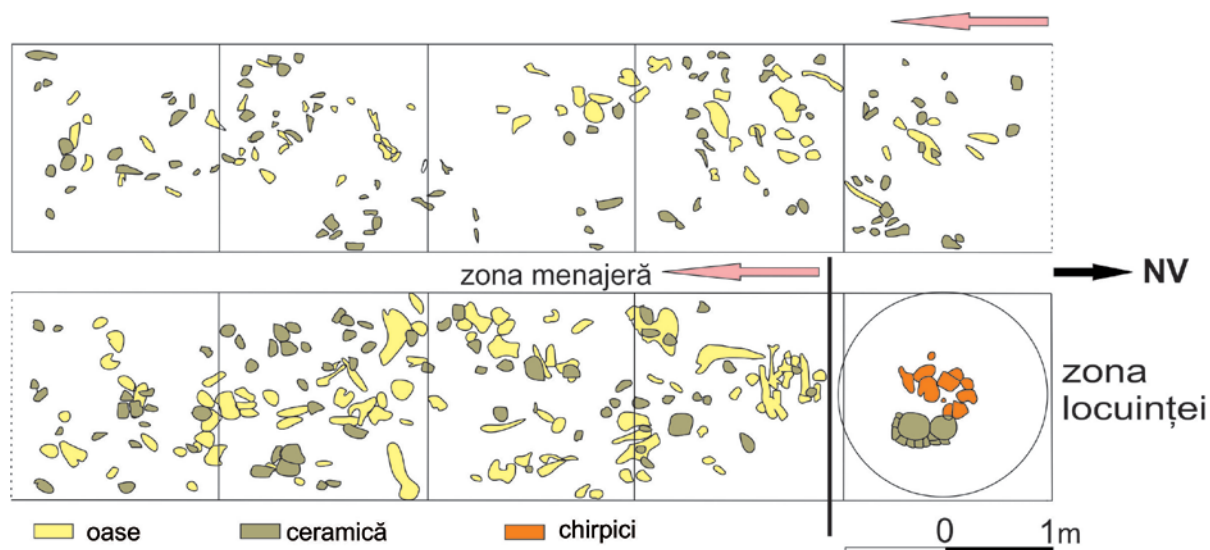 zona menajeră
NV
zona
locuinței
oase
ceramică
chirpici
0 1m